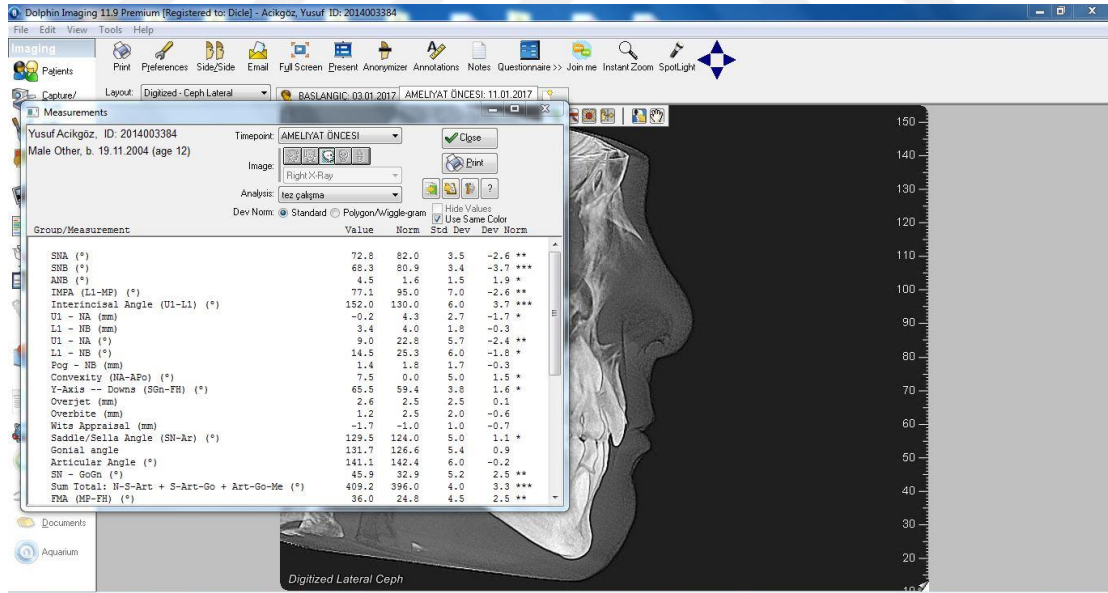 Dolphin Imaging 11.9 Premium [Registered to: Dicle] - Acikgöz, Yusuf ID: 2014003384
File Edit View Tools Help
Imaging
Patients
Capture/
Print Preferences Side/Side Email Full Screen Present Anonymizer Annotations Notes Questionnaire >> Join me Instant Zoom SpotLight
Layout: Digitized - Ceph Lateral
BASLANGIC: 03.01.2017 AMELIYAT ÖNCESI: 11.01.2017
Measurements
Yusuf Acikgöz, ID: 2014003384
Male Other, b. 19.11.2004 (age 12)
Timepoint: AMELIYAT ÖNCESI
Close
Image:
Right X-Ray
Print
Analysis: tez çalişma
?
Dev Norm: Standard Polygon/Wiggle-gram
Hide Values
Use Same Color
Group/Measurement Value Norm Std Dev Dev Norm
SNA (°) 72.8 82.0 3.5 -2.6 **
SNB (°) 68.3 80.9 3.4 -3.7 ***
ANB (°) 4.5 1.6 1.5 1.9 *
IMPA (L1-MP) (°) 77.1 95.0 7.0 -2.6 **
Interincisal Angle (U1-L1) (°) 152.0 130.0 6.0 3.7 ***
U1 - NA (mm) -0.2 4.3 2.7 -1.7 *
L1 - NB (mm) 3.4 4.0 1.8 -0.3
U1 - NA (°) 9.0 22.8 5.7 -2.4 **
L1 - NB (°) 14.5 25.3 6.0 -1.8 *
Pog - NB (mm) 1.4 1.8 1.7 -0.3
Convexity (NA-APo) (°) 7.5 0.0 5.0 1.5 *
Y-Axis -- Downs (SGn-FH) (°) 65.5 59.4 3.8 1.6 *
Overjet (mm) 2.6 2.5 2.5 0.1
Overbite (mm) 1.2 2.5 2.0 -0.6
Wits Appraisal (mm) -1.7 -1.0 1.0 -0.7
Saddle/Sella Angle (SN-Ar) (°) 129.5 124.0 5.0 1.1 *
Gonial angle 131.7 126.6 5.4 0.9
Articular Angle (°) 141.1 142.4 6.0 -0.2
SN - GoGn (°) 45.9 32.9 5.2 2.5 **
Sum Total: N-S-Art + S-Art-Go + Art-Go-Me (°) 409.2 396.0 4.0 3.3 ***
FMA (MP-FH) (°) 36.0 24.8 4.5 2.5 **
Documents
Aquarium
150
140
130
120
110
100
90
80
70
60
50
40
30
20
Digitized Lateral Ceph